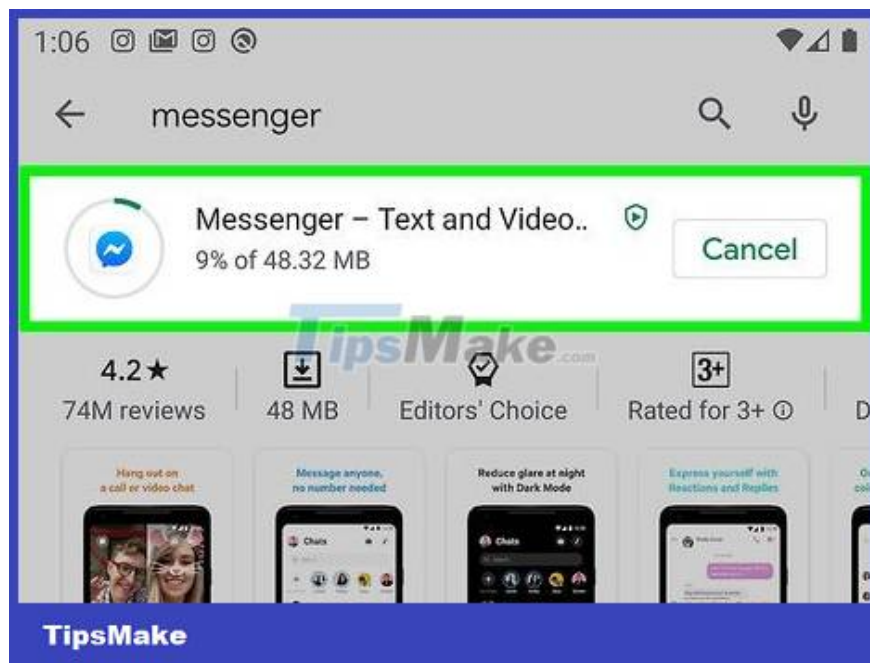 1:06
messenger
Messenger – Text and Video..
9% of 48.32 MB
Cancel
TipsMake.com
4.2★
74M reviews
48 MB
Editors' Choice
3+
Rated for 3+
D
Hang out on
a call or video chat
Message anyone,
no number needed
Reduce glare at night
with Dark Mode
Express yourself with
Reactions and Replies
Chats
Chats
TipsMake